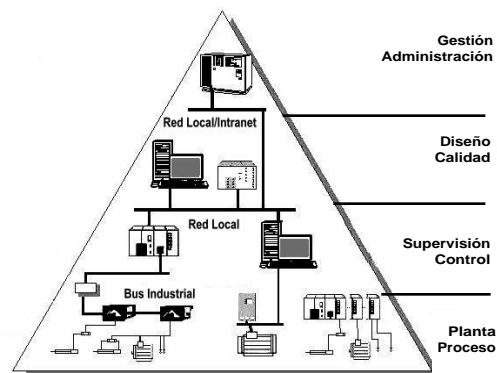 Gestión
Administración
Red Local/Intranet
Diseño
Calidad
Red Local
Supervisión
Control
Bus Industrial
Planta
Proceso